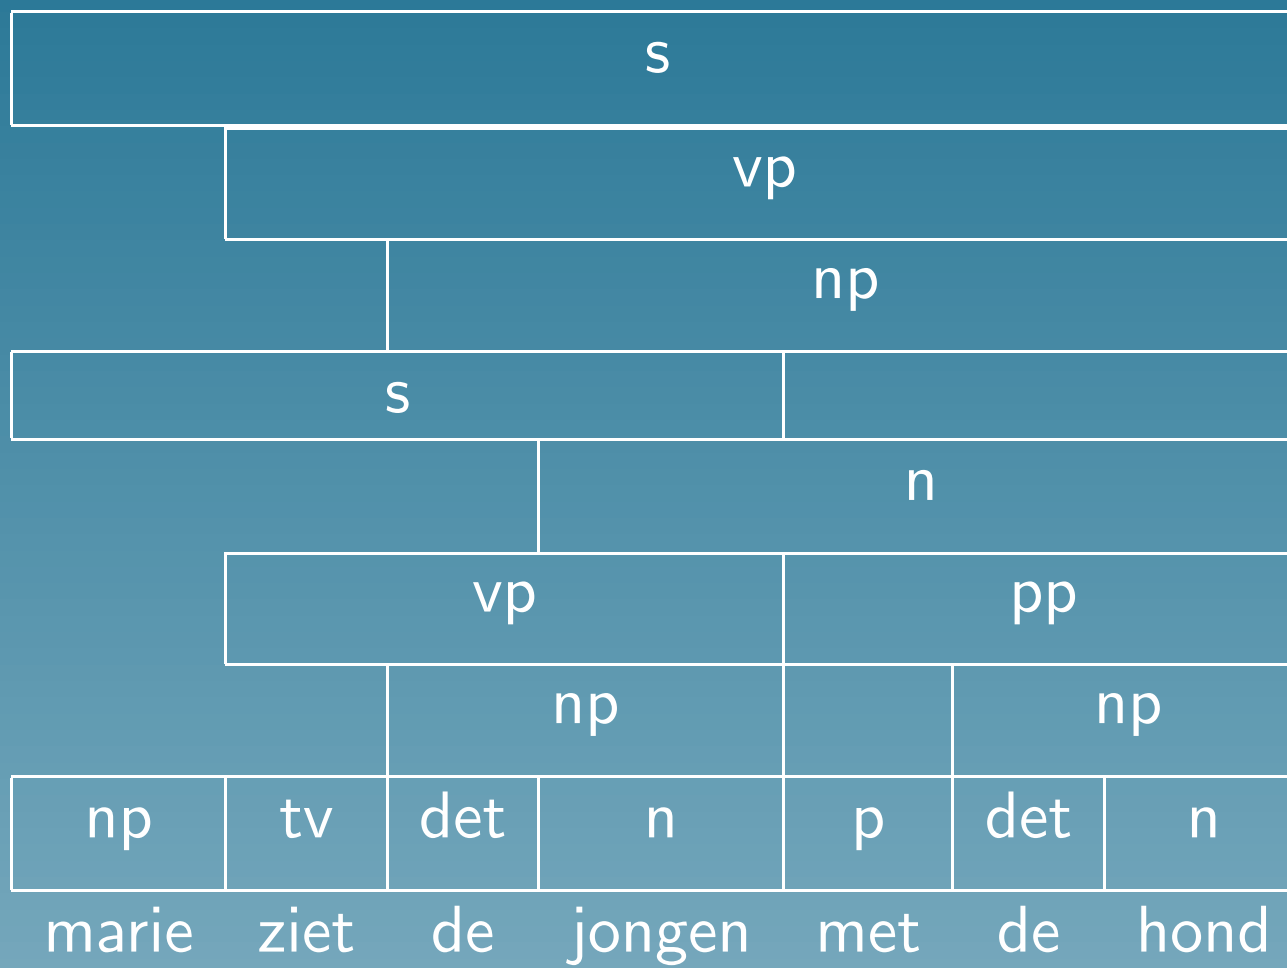 s
vp
np
s
n
vp pp
np np
np tv det n p det n
marie ziet de jongen met de hond